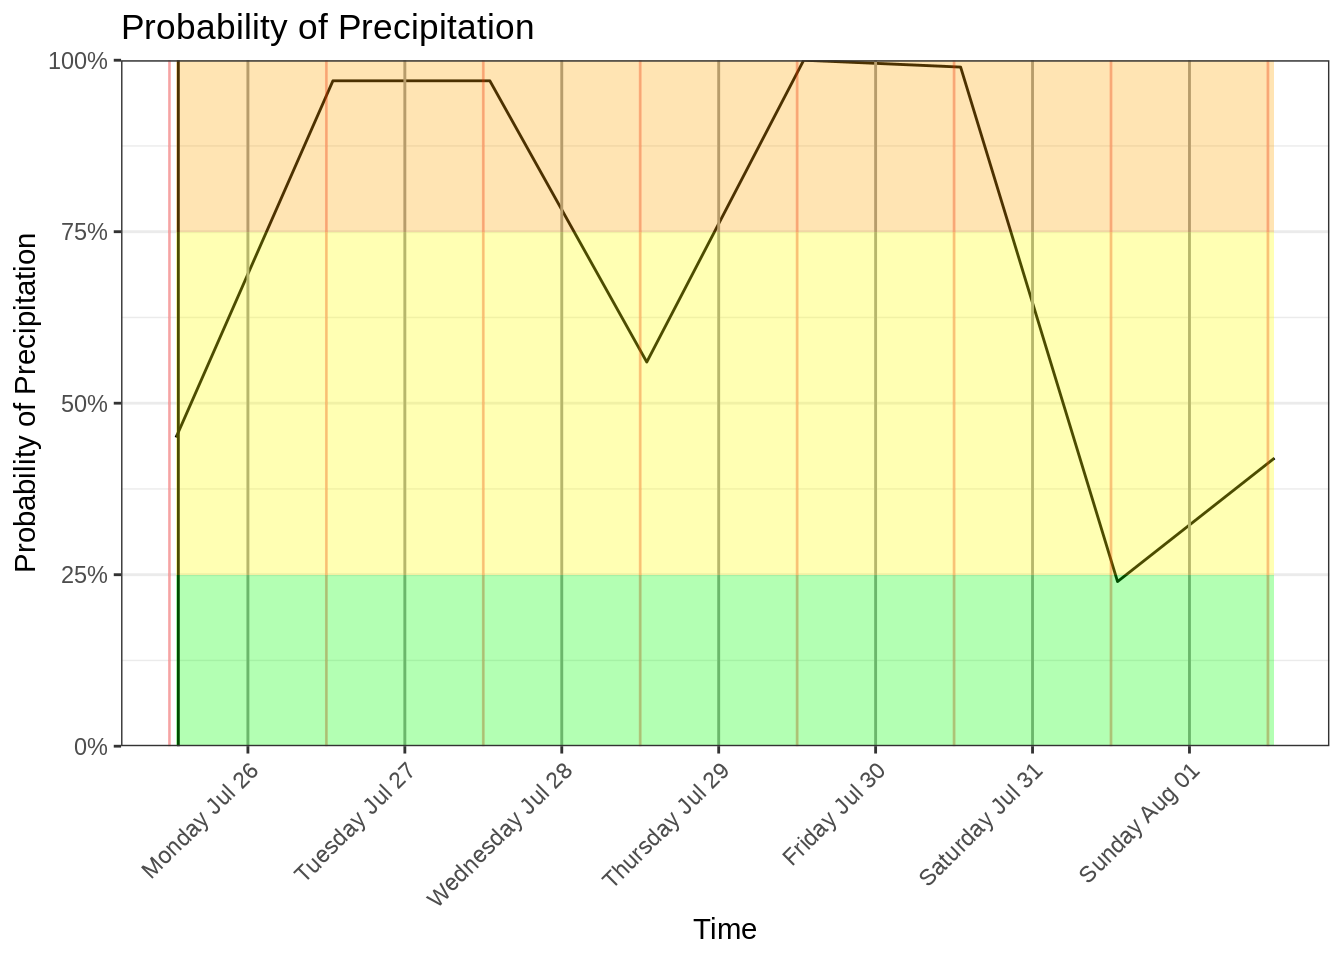 Probability of Precipitation
Probability of Precipitation
100%
75%
50%
25%
0%
Monday Jul 26
Tuesday Jul 27
Wednesday Jul 28
Thursday Jul 29
Friday Jul 30
Saturday Jul 31
Sunday Aug 01
Time